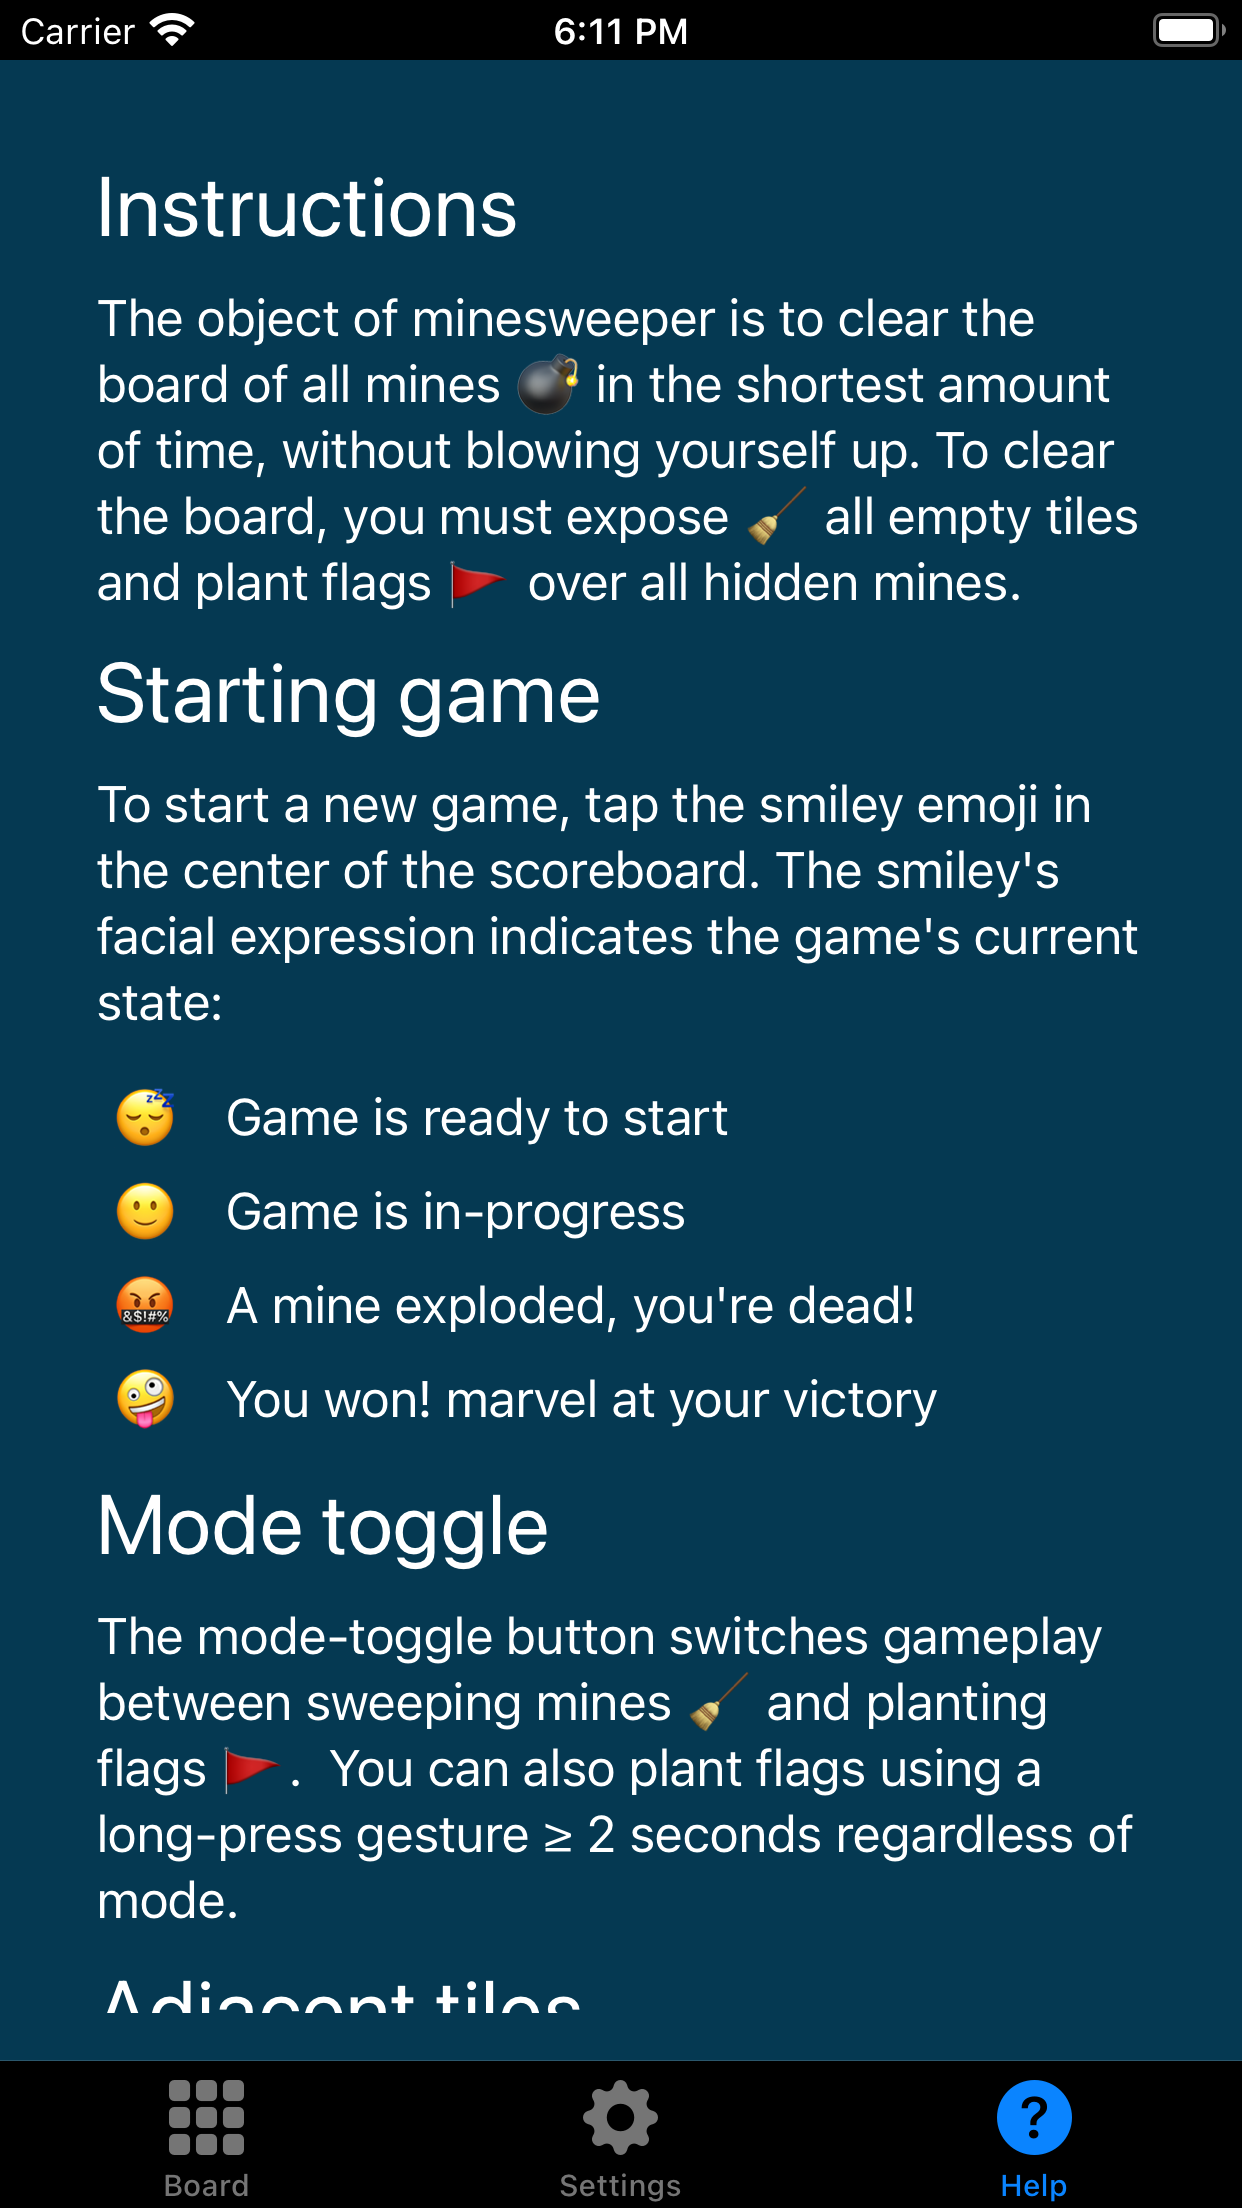 Carrier 6:11 PM
Instructions
The object of minesweeper is to clear the
board of all mines 💣 in the shortest amount
of time, without blowing yourself up. To clear
the board, you must expose 🧹 all empty tiles
and plant flags 🚩 over all hidden mines.
Starting game
To start a new game, tap the smiley emoji in
the center of the scoreboard. The smiley's
facial expression indicates the game's current
state:
😴 Game is ready to start
🙂 Game is in-progress
🤬 A mine exploded, you're dead!
🤪 You won! marvel at your victory
Mode toggle
The mode-toggle button switches gameplay
between sweeping mines 🧹 and planting
flags 🚩. You can also plant flags using a
long-press gesture ≥ 2 seconds regardless of
mode.
Adjacent tiles
Board Settings Help